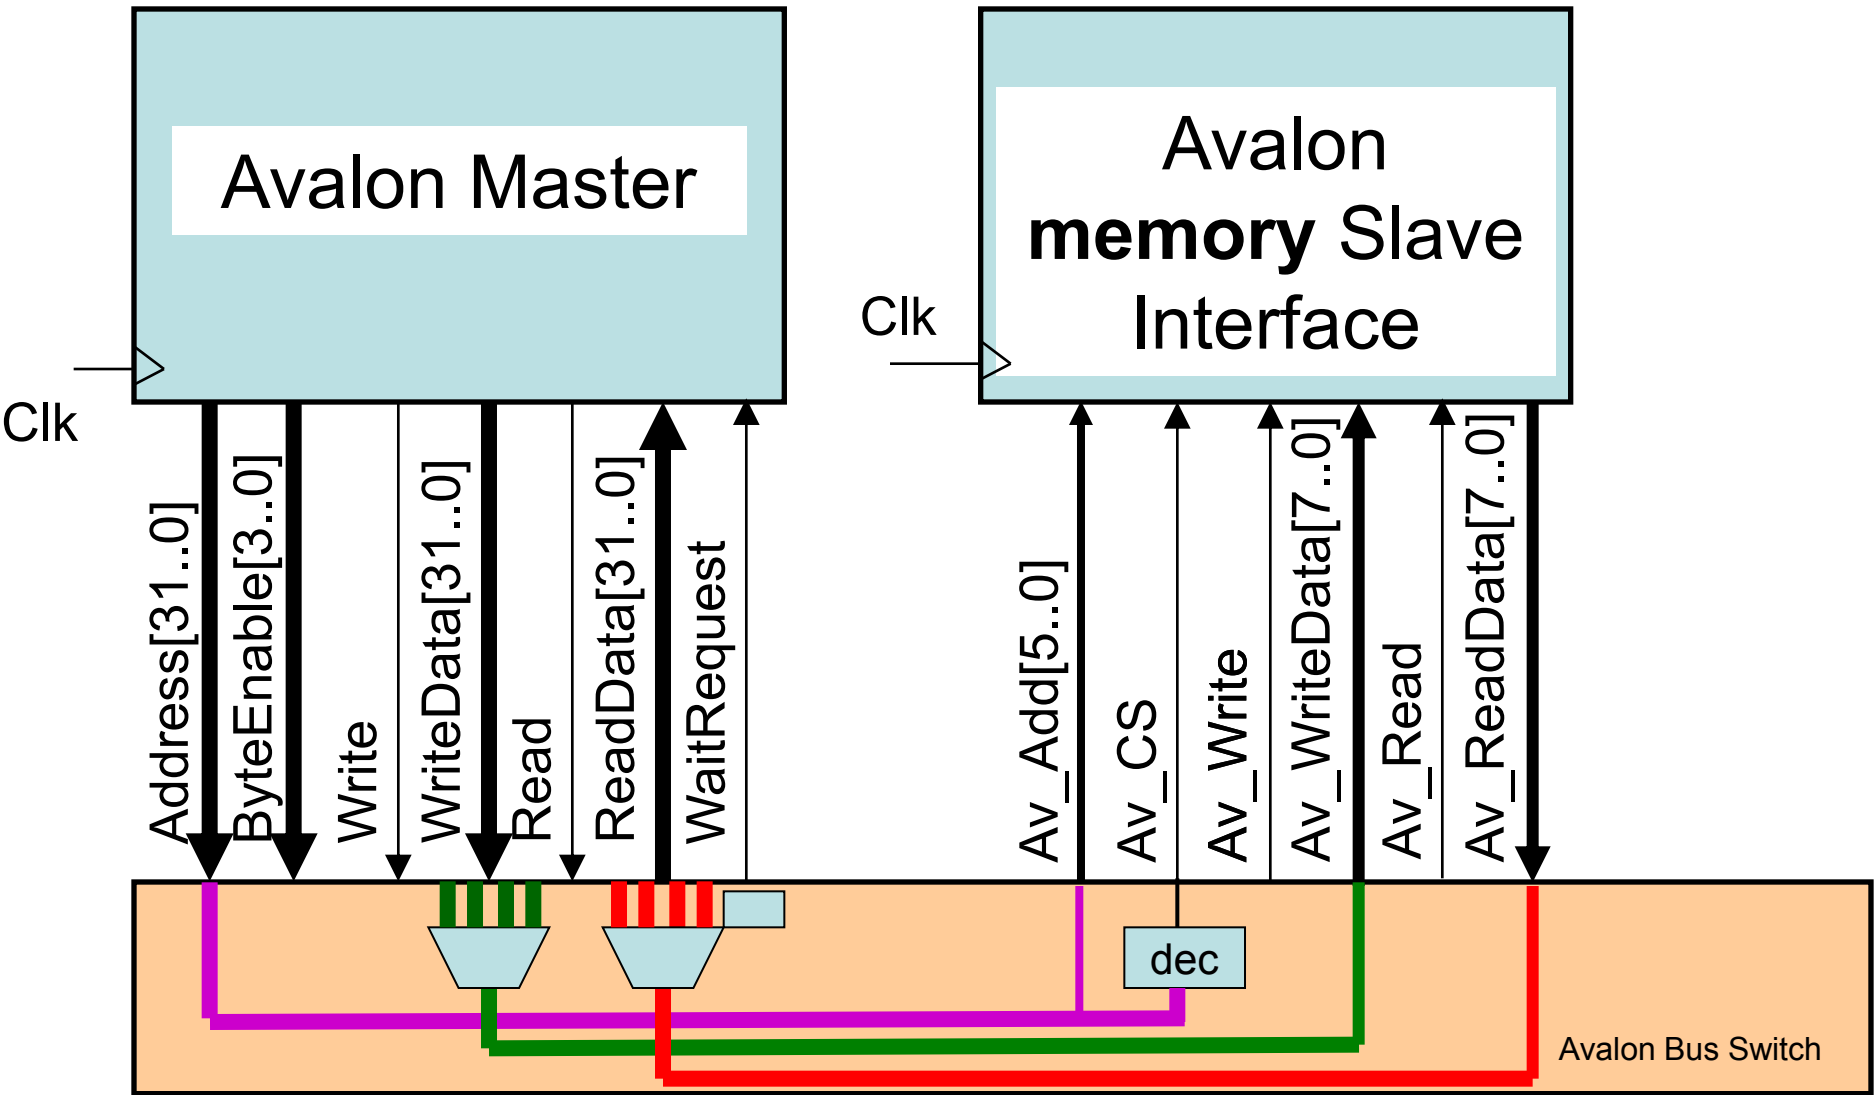 Avalon Master
Avalon
memory Slave
Interface
Clk
Clk
Address[31..0]
ByteEnable[3..0]
Write
WriteData[31..0]
Read
ReadData[31..0]
WaitRequest
Av_Add[5..0]
Av_CS
Av_Write
Av_WriteData[7..0]
Av_Read
Av_ReadData[7..0]
dec
Avalon Bus Switch